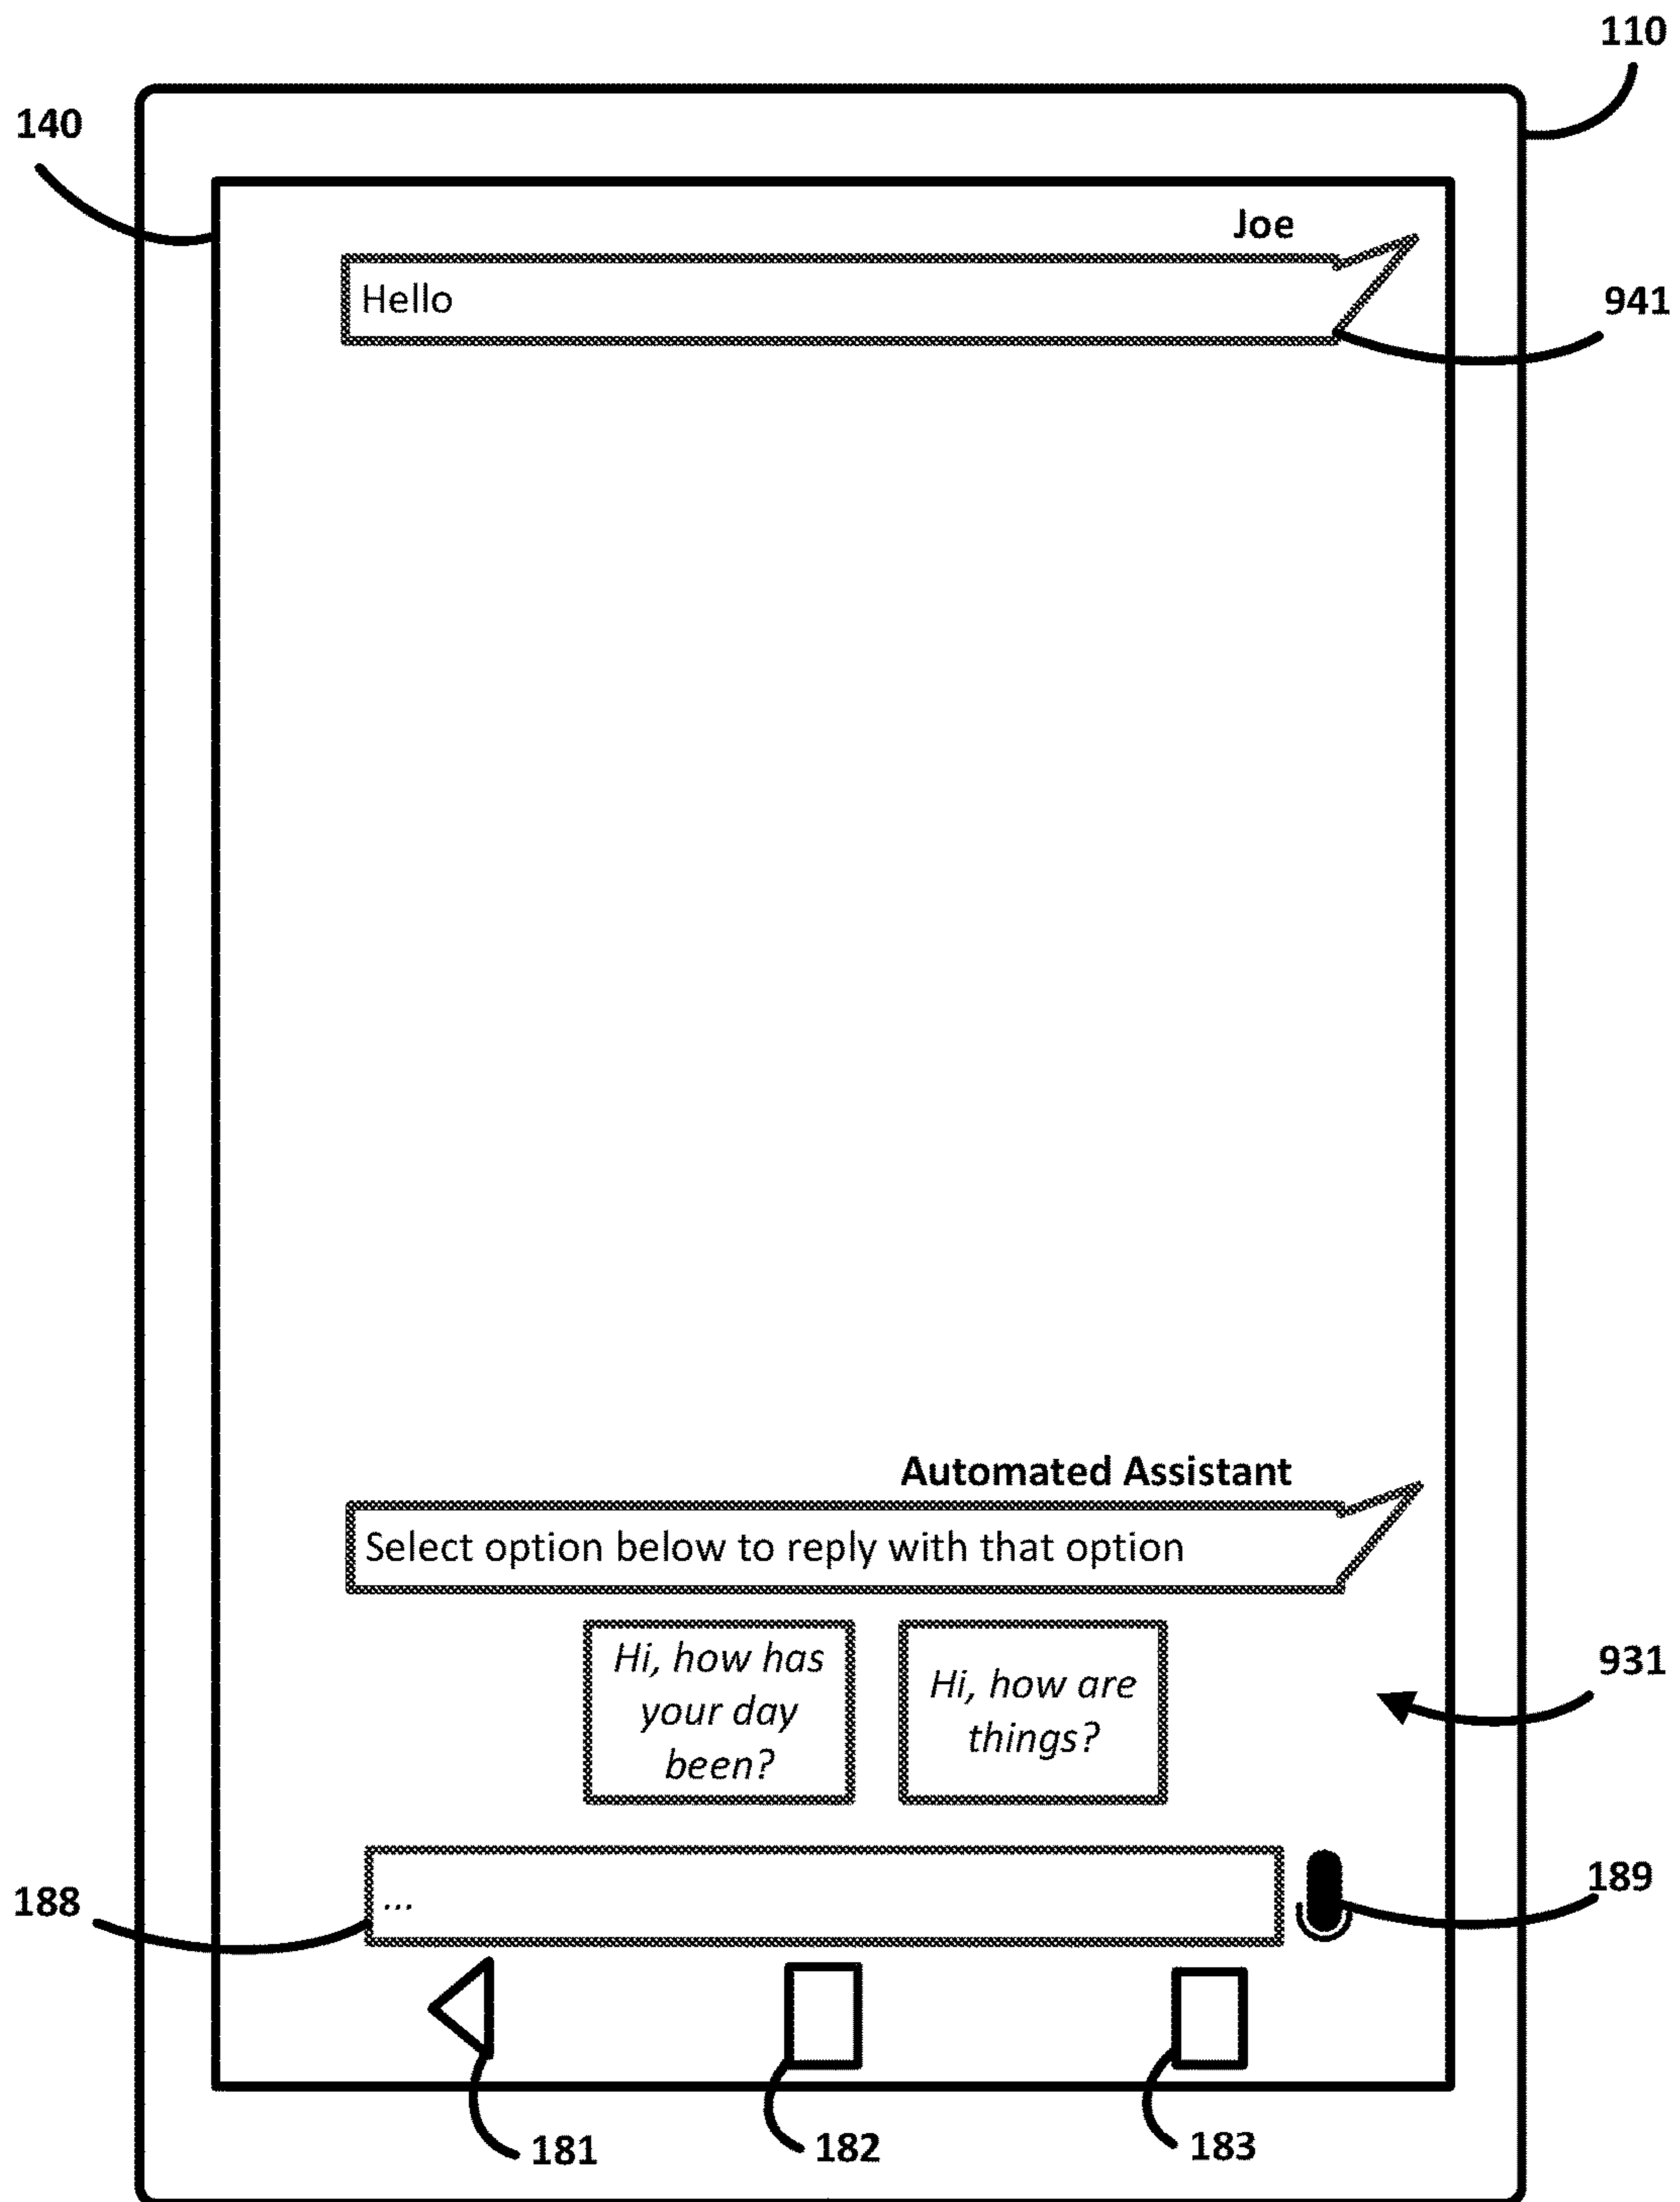 110
140
Joe
Hello
941
Automated Assistant
Select option below to reply with that option
Hi, how has
your day
been?
Hi, how are
things?
931
...
188
189
181
182
183